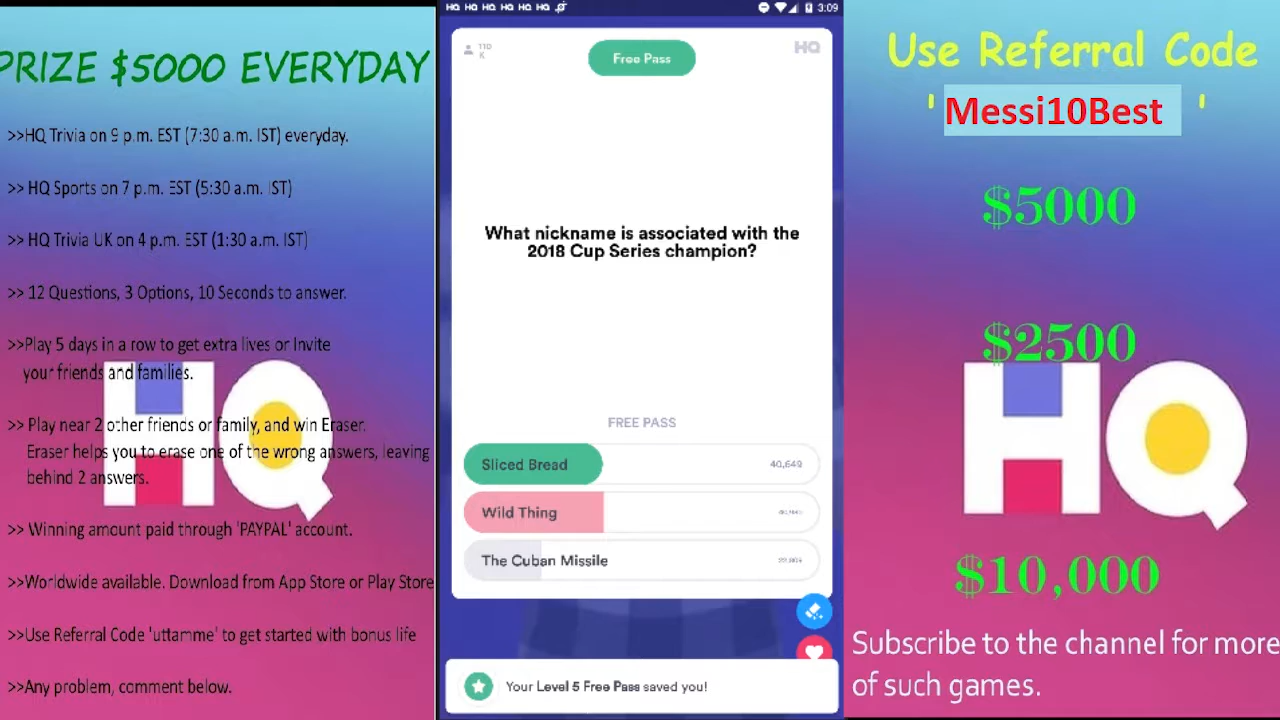 PRIZE $5000 EVERYDAY
>>HQ Trivia on 9 p.m. EST (7:30 a.m. IST) everyday.
>> HQ Sports on 7 p.m. EST (5:30 a.m. IST)
>> HQ Trivia UK on 4 p.m. EST (1:30 a.m. IST)
>> 12 Questions, 3 Options, 10 Seconds to answer.
>>Play 5 days in a row to get extra lives or Invite
your friends and families.
>> Play near 2 other friends or family, and win Eraser.
Eraser helps you to erase one of the wrong answers, leaving
behind 2 answers.
>> Winning amount paid through 'PAYPAL' account.
>>Worldwide available. Download from App Store or Play Store
>>Use Referral Code 'uttamme' to get started with bonus life
>>Any problem, comment below.
HQ
HQ HQ HQ HQ HQ HQ
3:09
110
K
Free Pass
HQ
What nickname is associated with the
2018 Cup Series champion?
FREE PASS
Sliced Bread 40,649
Wild Thing
The Cuban Missile
Your Level 5 Free Pass saved you!
Use Referral Code
' Messi10Best '
$5000
$2500
HQ
$10,000
Subscribe to the channel for more
of such games.